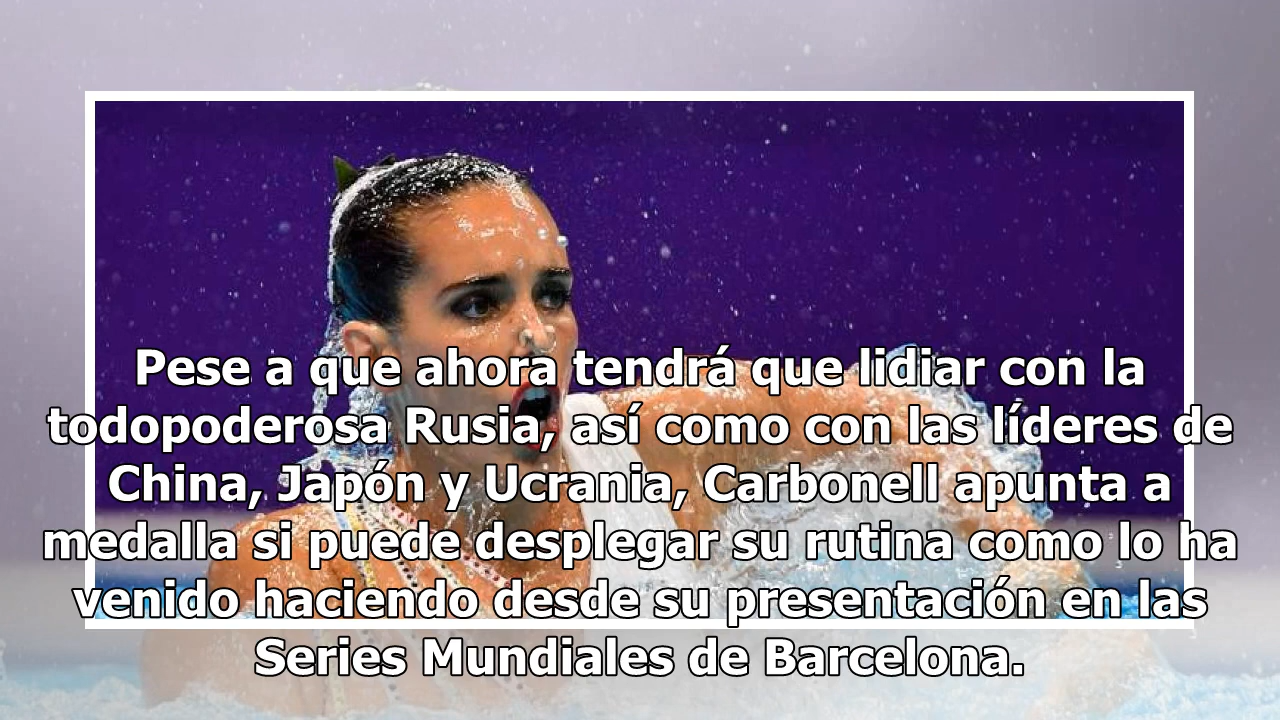 Pese a que ahora tendrá que lidiar con la
todopoderosa Rusia, así como con las líderes de
China, Japón y Ucrania, Carbonell apunta a
medalla si puede desplegar su rutina como lo ha
venido haciendo desde su presentación en las
Series Mundiales de Barcelona.